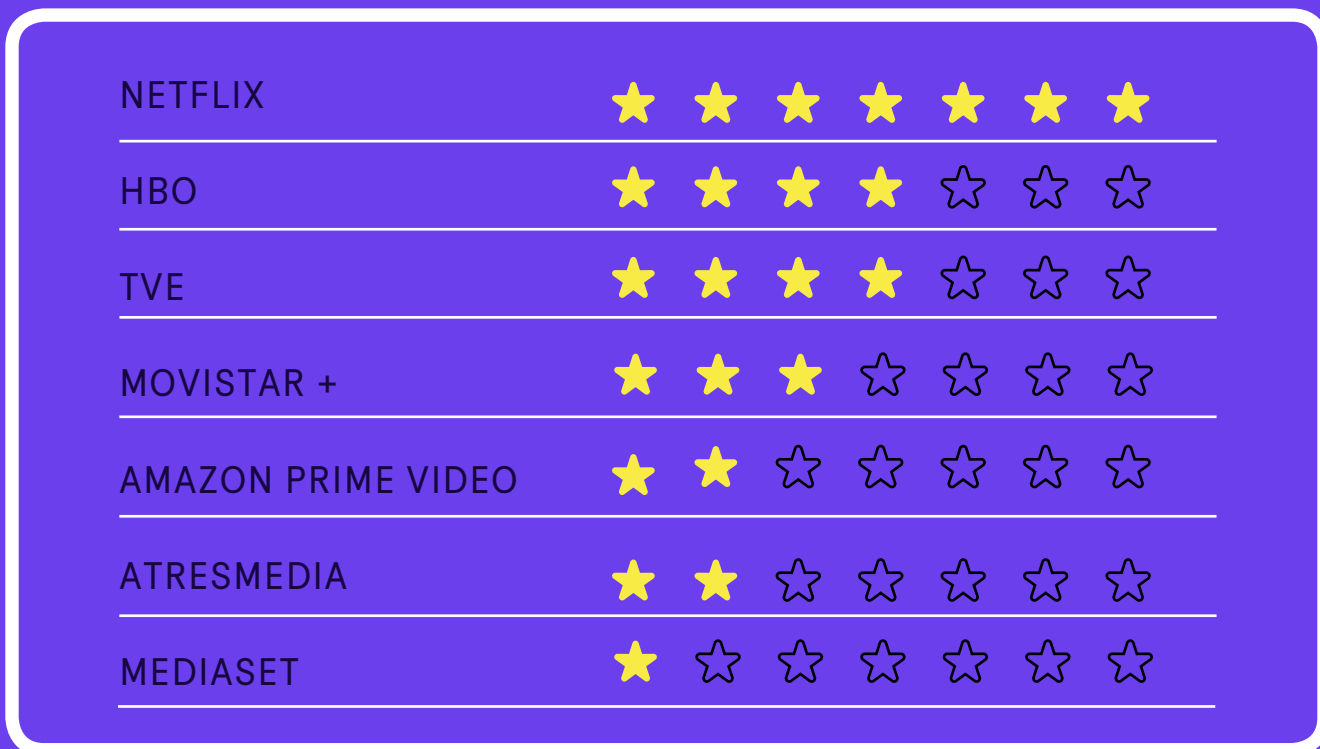 NETFLIX
HBO
TVE
MOVISTAR +
AMAZON PRIME VIDEO
ATRESMEDIA
MEDIASET